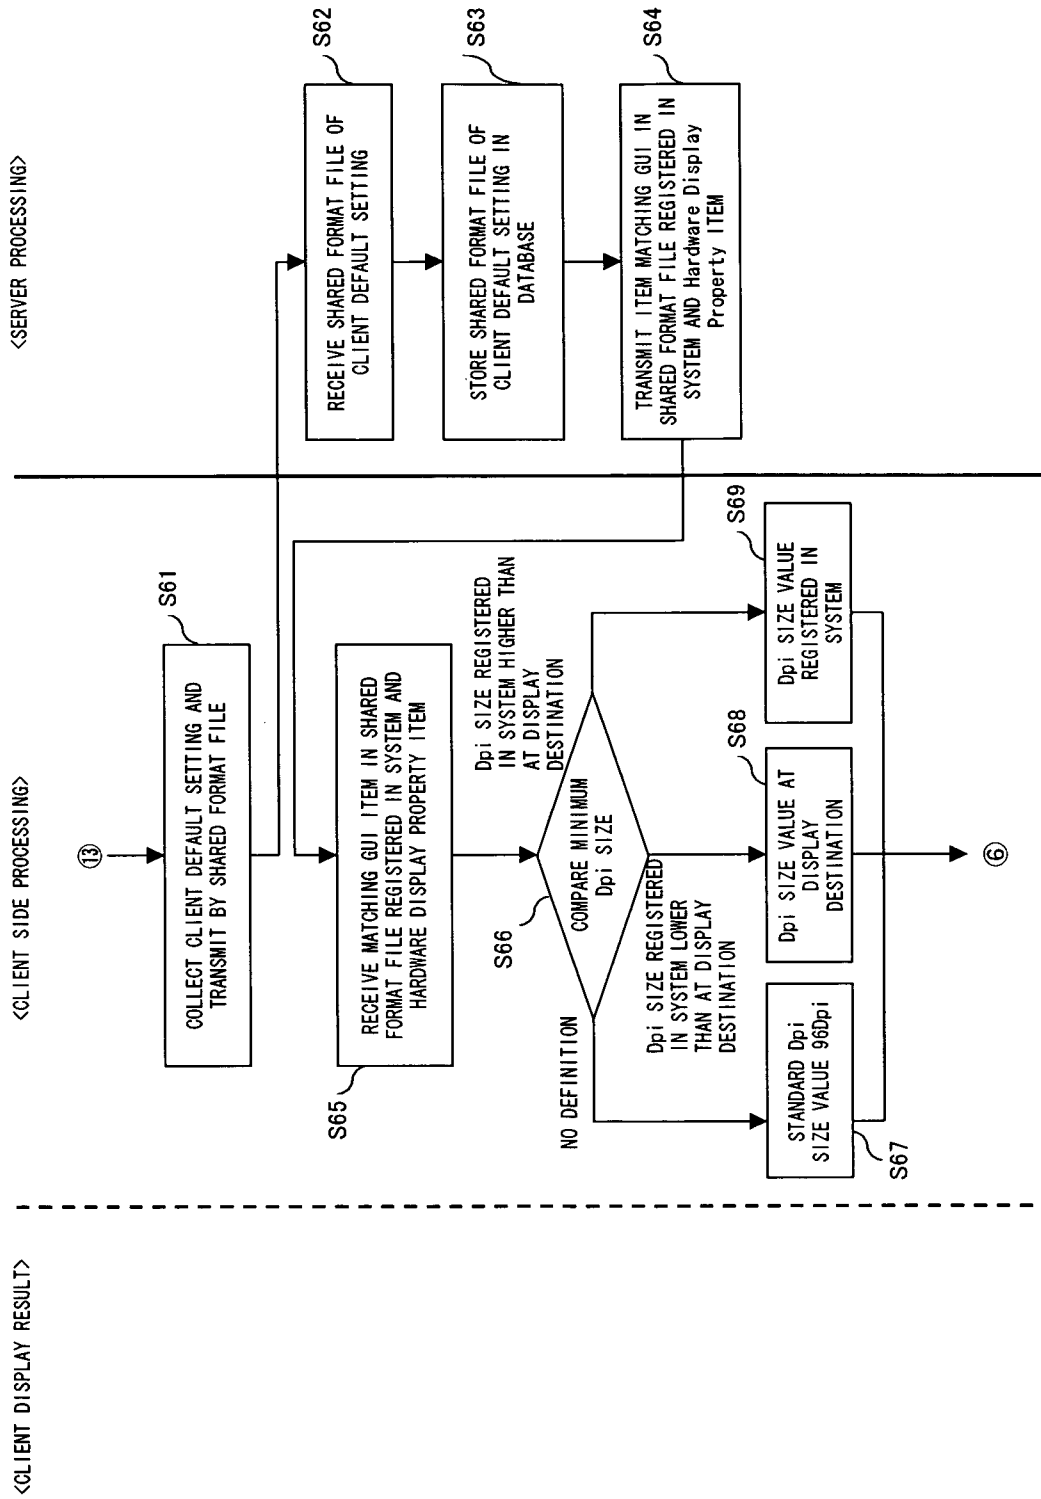 <CLIENT DISPLAY RESULT>
<CLIENT SIDE PROCESSING>
<SERVER PROCESSING>
⑬
S61
COLLECT CLIENT DEFAULT SETTING AND
TRANSMIT BY SHARED FORMAT FILE
S62
RECEIVE SHARED FORMAT FILE OF
CLIENT DEFAULT SETTING
S63
STORE SHARED FORMAT FILE OF
CLIENT DEFAULT SETTING IN
DATABASE
S64
TRANSMIT ITEM MATCHING GUI IN
SHARED FORMAT FILE REGISTERED IN
SYSTEM AND Hardware Display
Property ITEM
S65
RECEIVE MATCHING GUI ITEM IN SHARED
FORMAT FILE REGISTERED IN SYSTEM AND
HARDWARE DISPLAY PROPERTY ITEM
S66
COMPARE MINIMUM
Dpi SIZE
NO DEFINITION
Dpi SIZE REGISTERED
IN SYSTEM LOWER
THAN AT DISPLAY
DESTINATION
Dpi SIZE REGISTERED
IN SYSTEM HIGHER THAN
AT DISPLAY
DESTINATION
STANDARD Dpi
SIZE VALUE 96Dpi
S67
S68
Dpi SIZE VALUE AT
DISPLAY
DESTINATION
S69
Dpi SIZE VALUE
REGISTERED IN
SYSTEM
⑥